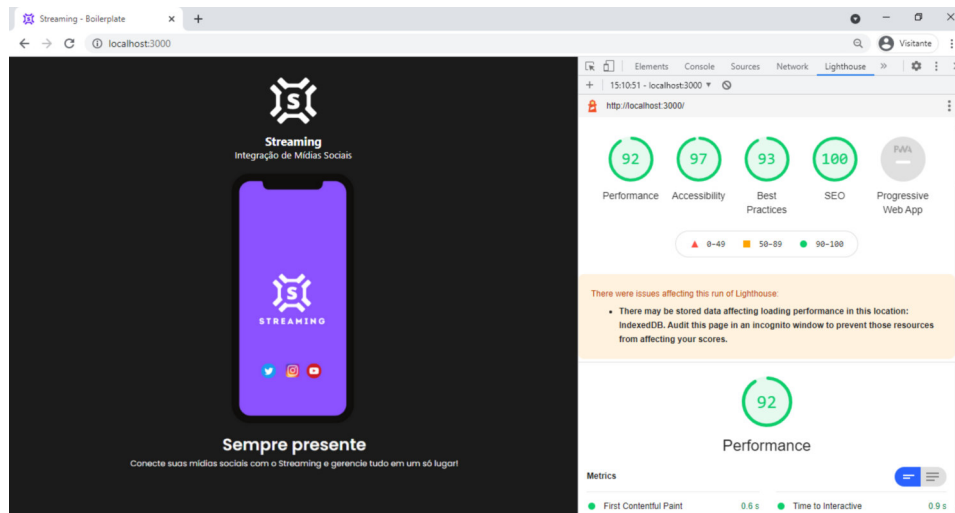 Streaming - Boilerplate
localhost:3000
Visitante
S
Streaming
Integração de Mídias Sociais
S
STREAMING
Sempre presente
Conecte suas mídias sociais com o Streaming e gerencie tudo em um só lugar!
Elements Console Sources Network Lighthouse »
15:10:51 - localhost:3000
http://localhost:3000/
92 97 93 100 PWA
Performance Accessibility Best Practices SEO Progressive Web App
0-49 50-89 90-100
There were issues affecting this run of Lighthouse:
There may be stored data affecting loading performance in this location:
IndexedDB. Audit this page in an incognito window to prevent those resources
from affecting your scores.
92
Performance
Metrics
First Contentful Paint 0.6 s Time to Interactive 0.9 s